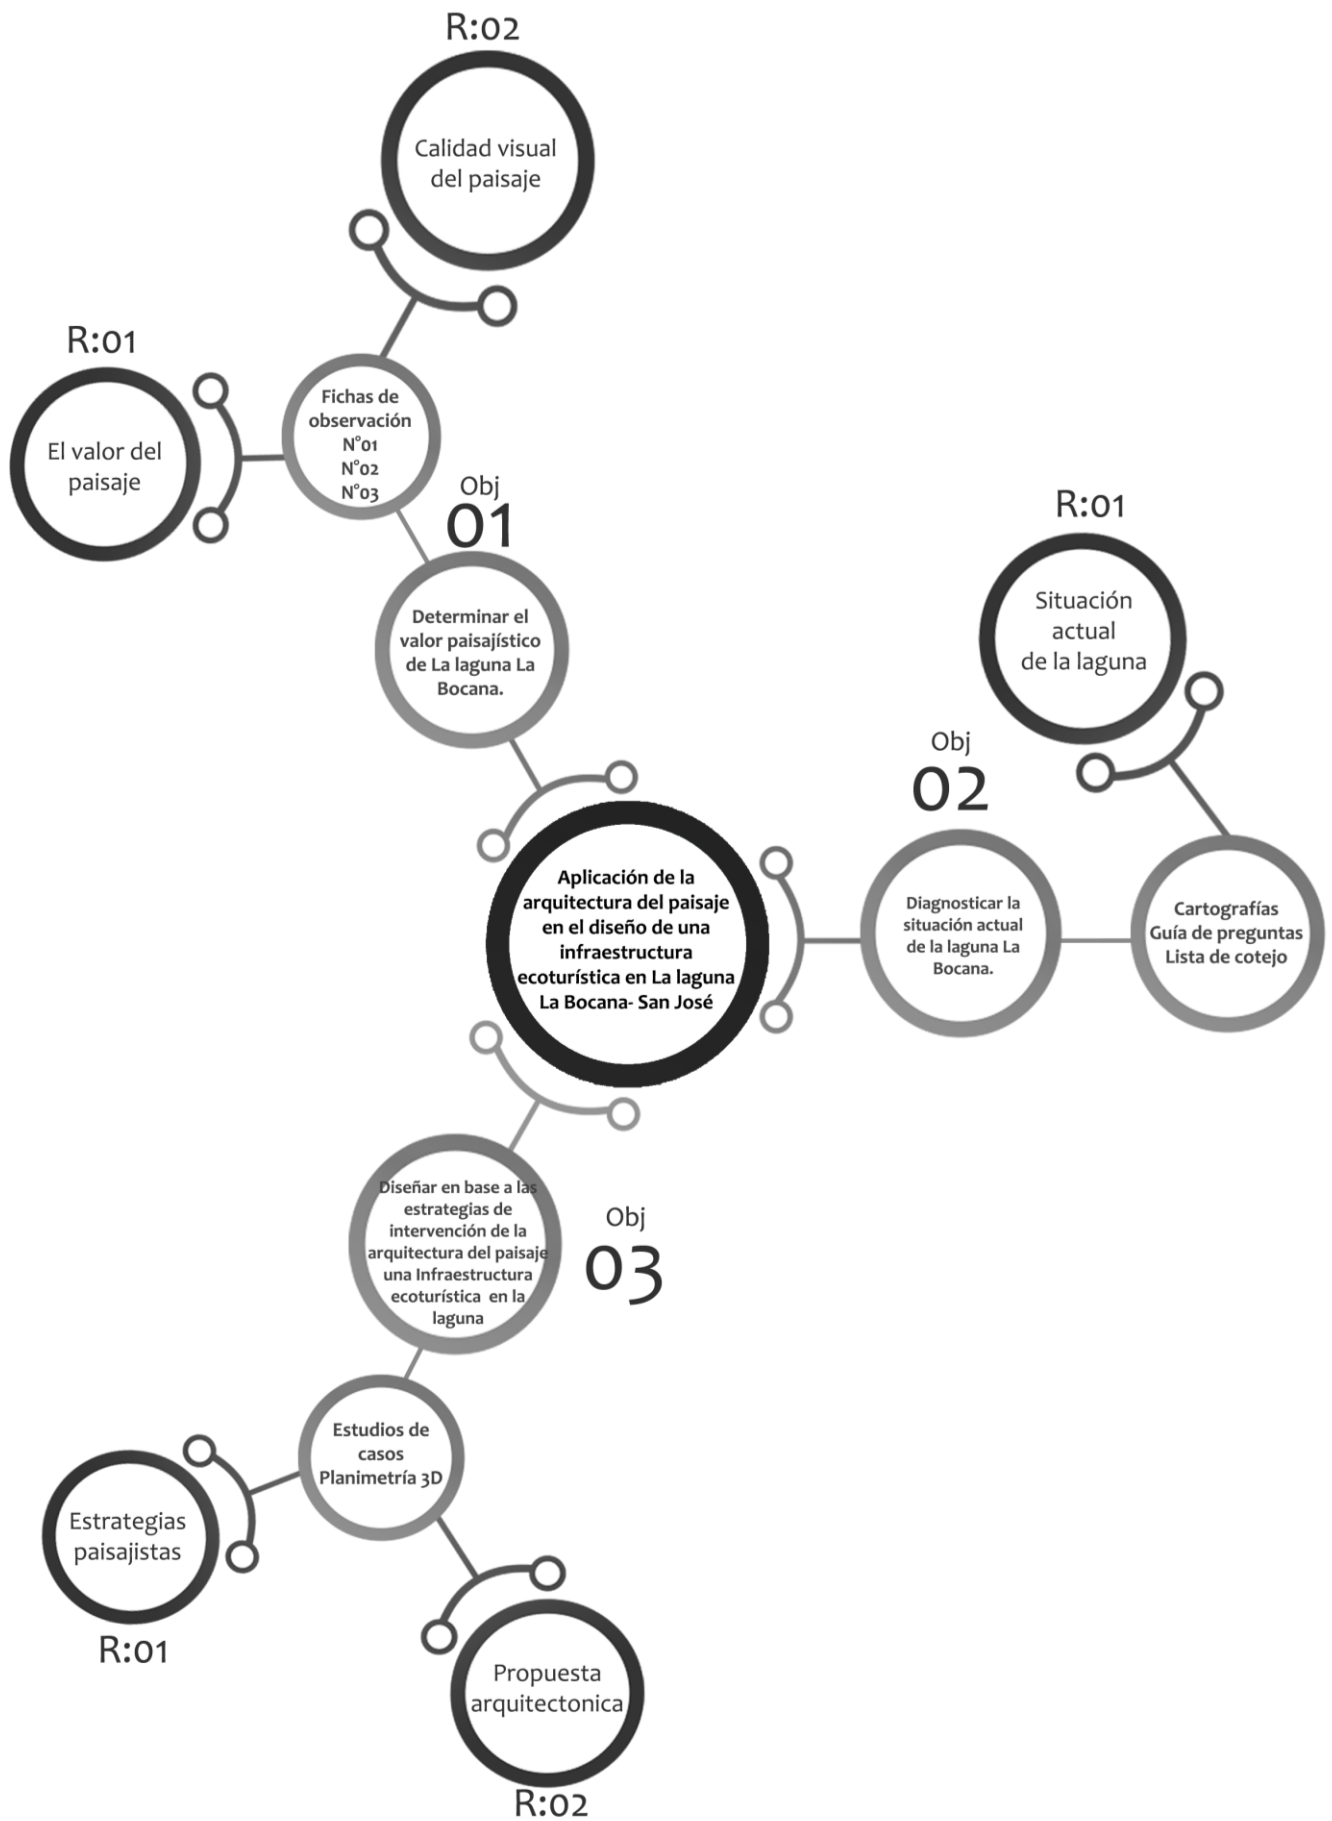 R:02
Calidad visual
del paisaje
R:01
El valor del
paisaje
Fichas de
observación
N°01
N°02
N°03
Obj
01
Determinar el
valor paisajístico
de La laguna La
Bocana.
R:01
Situación
actual
de la laguna
Obj
02
Diagnosticar la
situación actual
de la laguna La
Bocana.
Cartografías
Guía de preguntas
Lista de cotejo
Aplicación de la
arquitectura del paisaje
en el diseño de una
infraestructura
ecoturística en La laguna
La Bocana- San José
Diseñar en base a las
estrategias de
intervención de la
arquitectura del paisaje
una Infraestructura
ecoturística en la
laguna
Obj
03
Estudios de
casos
Planimetría 3D
Estrategias
paisajistas
R:01
Propuesta
arquitectonica
R:02